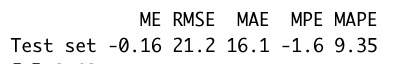 ME RMSE MAE MPE MAPE
Test set -0.16 21.2 16.1 -1.6 9.35